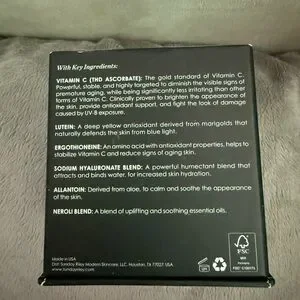 With Key Ingredients:
VITAMIN C (THD ASCORBATE): The gold standard of Vitamin C.
Powerful, stable, and highly targeted to diminish the visible signs of
premature aging, while being significantly less irritating than other
forms of Vitamin C. Clinically proven to brighten the appearance of
the skin, provide antioxidant support, and fight the look of damage
caused by UV-B exposure.
LUTEIN: A deep yellow antioxidant derived from marigolds that
naturally defends the skin from blue light.
ERGOTHIONEINE: An amino acid with antioxidant properties, helps to
stabilize Vitamin C and reduce signs of aging skin.
SODIUM HYALURONATE BLEND: A powerful humectant blend that
attracts and binds water, for increased skin hydration.
ALLANTOIN: Derived from aloe, to calm and soothe the appearance
of the skin.
NEROLI BLEND: A blend of uplifting and soothing essential oils.
Made in USA
Dist: Sunday Riley Modern Skincare LLC, Houston, TX 77027 USA
sundayriley.com
FSC
MIX
Packaging